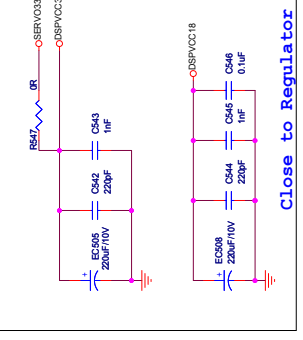 SERVO33
DSPVCC3
R547
0R
C543
1nF
C542
220pF
EC505
220uF/10V
+
DSPVCC18
C546
0.1uF
C545
1nF
C544
220pF
EC508
220uF/10V
+
Close to Regulator